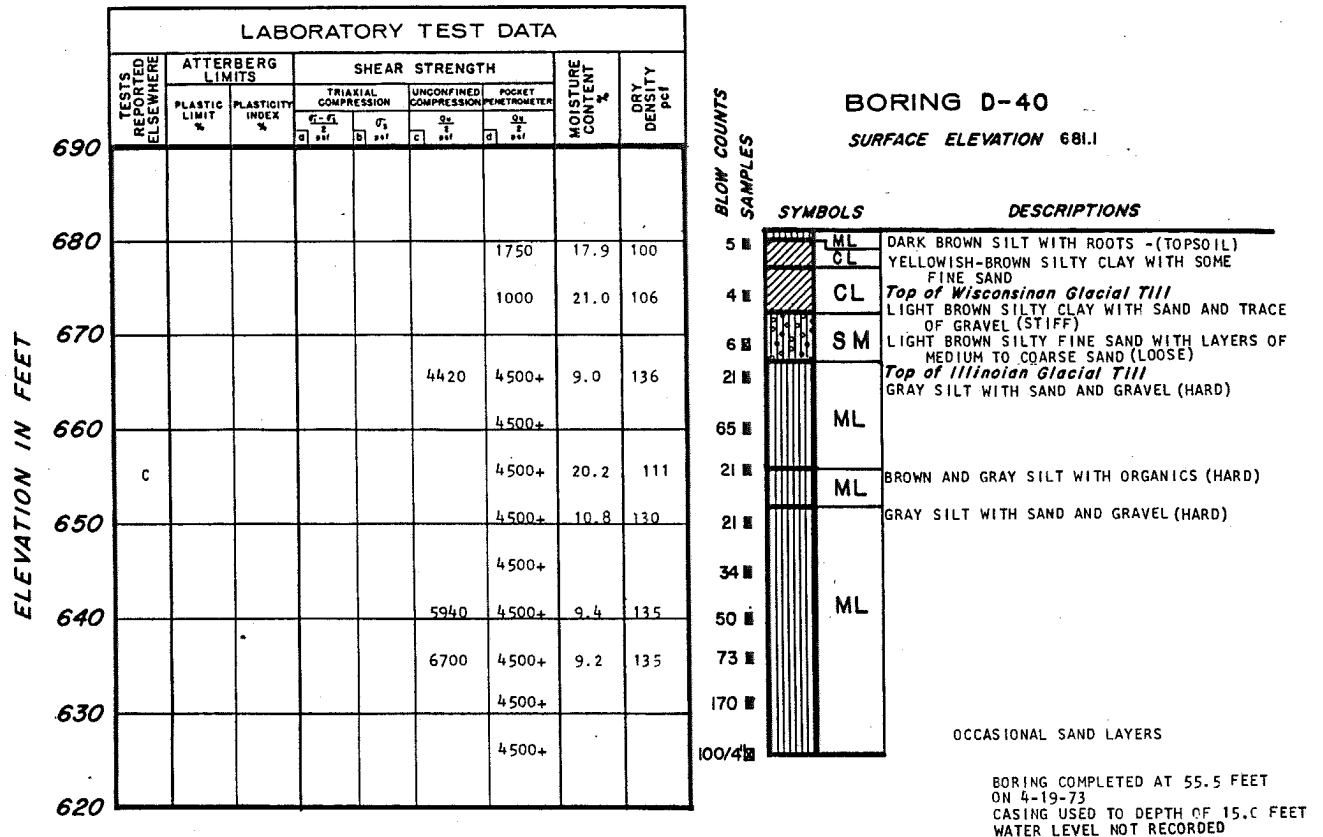 LABORATORY TEST DATA
TESTS REPORTED ELSEWHERE
ATTERBERG LIMITS
SHEAR STRENGTH
MOISTURE CONTENT %
DRY DENSITY pcf
PLASTIC LIMIT %
PLASTICITY INDEX %
TRIAXIAL COMPRESSION
UNCONFINED COMPRESSION
POCKET PENETROMETER
a psf
b psf
c psf
d psf
ELEVATION IN FEET
690
680
1750 17.9 100
1000 21.0 106
670
4420 4500+ 9.0 136
660
4500+
C 4500+ 20.2 111
650
4500+ 10.8 130
4500+
640
5940 4500+ 9.4 135
6700 4500+ 9.2 135
4500+
630
4500+
620
BORING D-40
SURFACE ELEVATION 681.1
BLOW COUNTS
SAMPLES
SYMBOLS DESCRIPTIONS
5 ML DARK BROWN SILT WITH ROOTS -(TOPSOIL)
CL YELLOWISH-BROWN SILTY CLAY WITH SOME
FINE SAND
4 CL Top of Wisconsinan Glacial Till
LIGHT BROWN SILTY CLAY WITH SAND AND TRACE
OF GRAVEL (STIFF)
6 SM LIGHT BROWN SILTY FINE SAND WITH LAYERS OF
MEDIUM TO COARSE SAND (LOOSE)
21 Top of Illinoian Glacial Till
GRAY SILT WITH SAND AND GRAVEL (HARD)
65 ML
21 BROWN AND GRAY SILT WITH ORGANICS (HARD)
ML
21 GRAY SILT WITH SAND AND GRAVEL (HARD)
34
ML
50
73
170
OCCASIONAL SAND LAYERS
100/4"
BORING COMPLETED AT 55.5 FEET
ON 4-19-73
CASING USED TO DEPTH OF 15.0 FEET
WATER LEVEL NOT RECORDED